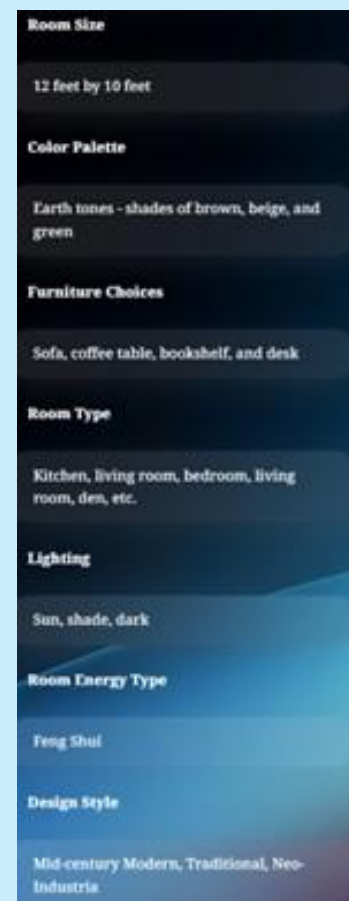 Room Size
12 feet by 10 feet
Color Palette
Earth tones - shades of brown, beige, and
green
Furniture Choices
Sofa, coffee table, bookshelf, and desk
Room Type
Kitchen, living room, bedroom, living
room, den, etc.
Lighting
Sun, shade, dark
Room Energy Type
Feng Shui
Design Style
Mid-century Modern, Traditional, Neo-
Industria